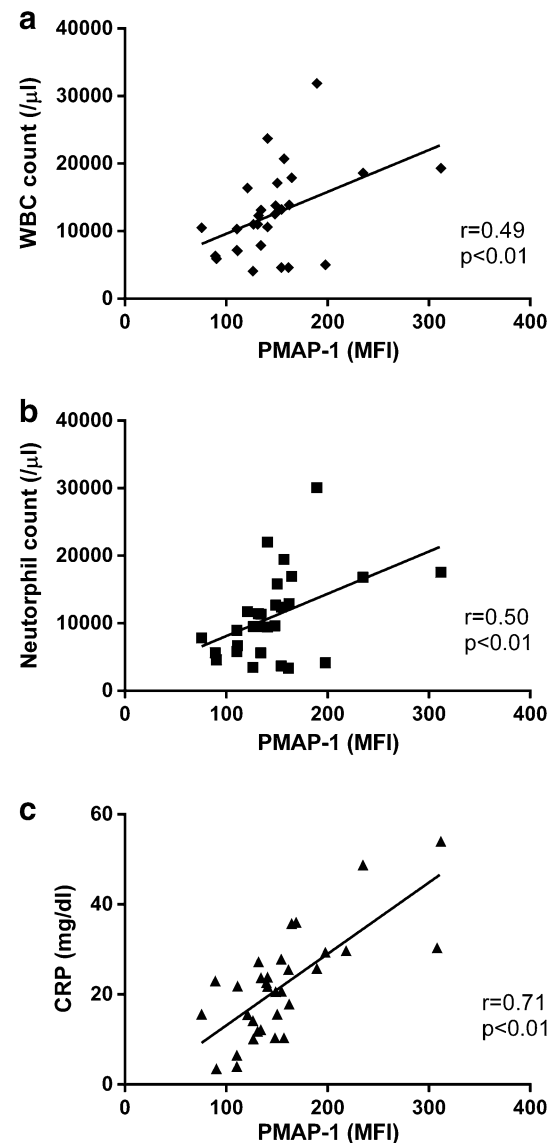 a
40000
30000
20000
10000
0
WBC count (/μl)
r=0.49
p<0.01
0 100 200 300 400
PMAP-1 (MFI)
b
40000
30000
20000
10000
0
Neutorphil count (/μl)
r=0.50
p<0.01
0 100 200 300 400
PMAP-1 (MFI)
c
60
40
20
0
CRP (mg/dl)
r=0.71
p<0.01
0 100 200 300 400
PMAP-1 (MFI)